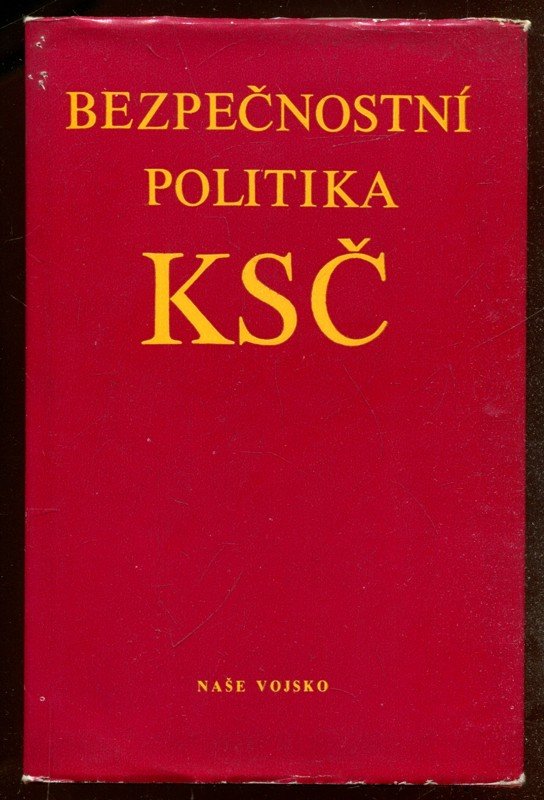 BEZPEČNOSTNÍ
POLITIKA
KSČ
NAŠE VOJSKO